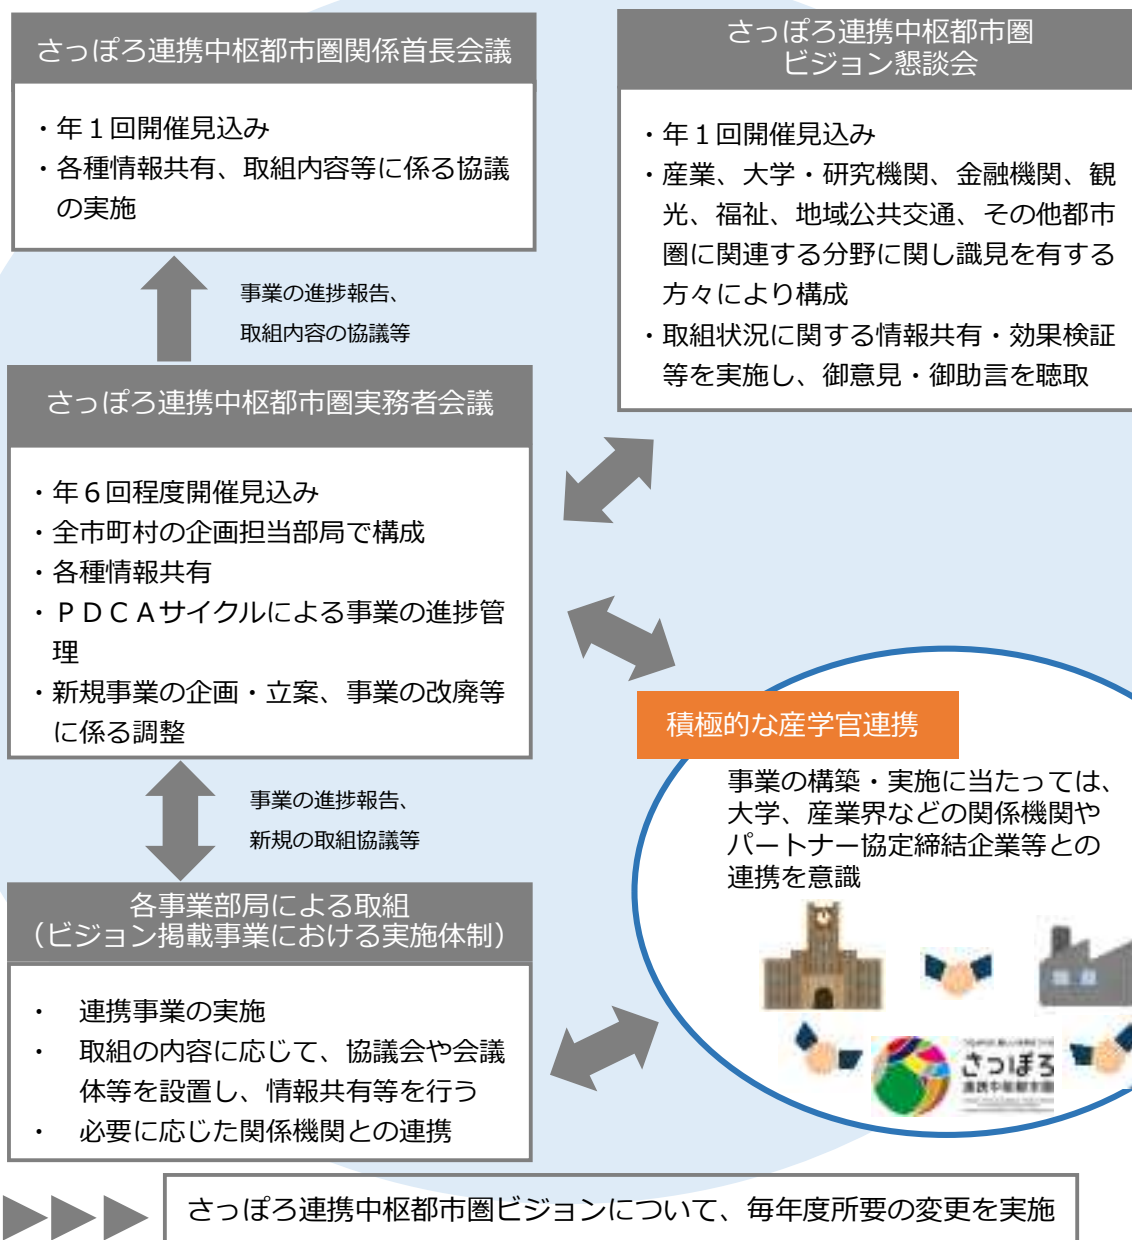 さっぽろ連携中枢都市圏関係首長会議
・年１回開催見込み
・各種情報共有、取組内容等に係る協議
の実施
事業の進捗報告、
取組内容の協議等
さっぽろ連携中枢都市圏実務者会議
・年６回程度開催見込み
・全市町村の企画担当部局で構成
・各種情報共有
・ＰＤＣＡサイクルによる事業の進捗管
理
・新規事業の企画・立案、事業の改廃等
に係る調整
事業の進捗報告、
新規の取組協議等
各事業部局による取組
（ビジョン掲載事業における実施体制）
・　連携事業の実施
・　取組の内容に応じて、協議会や会議
体等を設置し、情報共有等を行う
・　必要に応じた関係機関との連携
さっぽろ連携中枢都市圏
ビジョン懇談会
・年１回開催見込み
・産業、大学・研究機関、金融機関、観
光、福祉、地域公共交通、その他都市
圏に関連する分野に関し識見を有する
方々により構成
・取組状況に関する情報共有・効果検証
等を実施し、御意見・御助言を聴取
積極的な産学官連携
事業の構築・実施に当たっては、
大学、産業界などの関係機関や
パートナー協定締結企業等との
連携を意識
さっぽろ
連携中枢都市圏
さっぽろ連携中枢都市圏ビジョンについて、毎年度所要の変更を実施